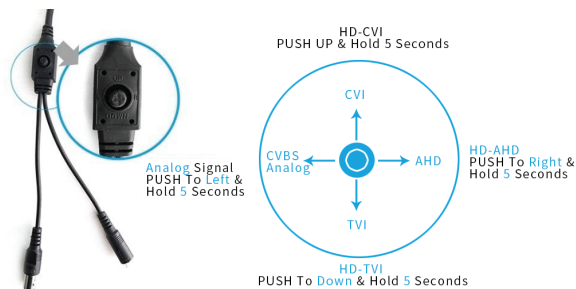 HD-CVI
PUSH UP & Hold 5 Seconds
UP
Analog Signal
PUSH To Left &
Hold 5 Seconds
CVI
CVBS
Analog
AHD
TVI
HD-AHD
PUSH To Right &
Hold 5 Seconds
HD-TVI
PUSH To Down & Hold 5 Seconds